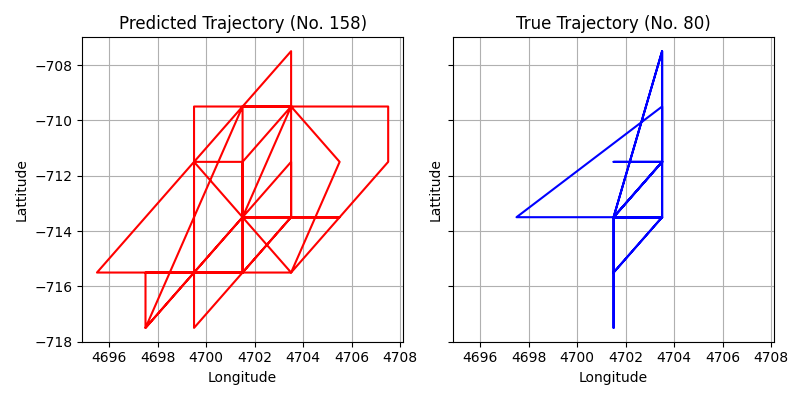 Predicted Trajectory (No. 158)
True Trajectory (No. 80)
Lattitude
−708
−710
−712
−714
−716
−718
4696 4698 4700 4702 4704 4706 4708
Longitude
Lattitude
4696 4698 4700 4702 4704 4706 4708
Longitude